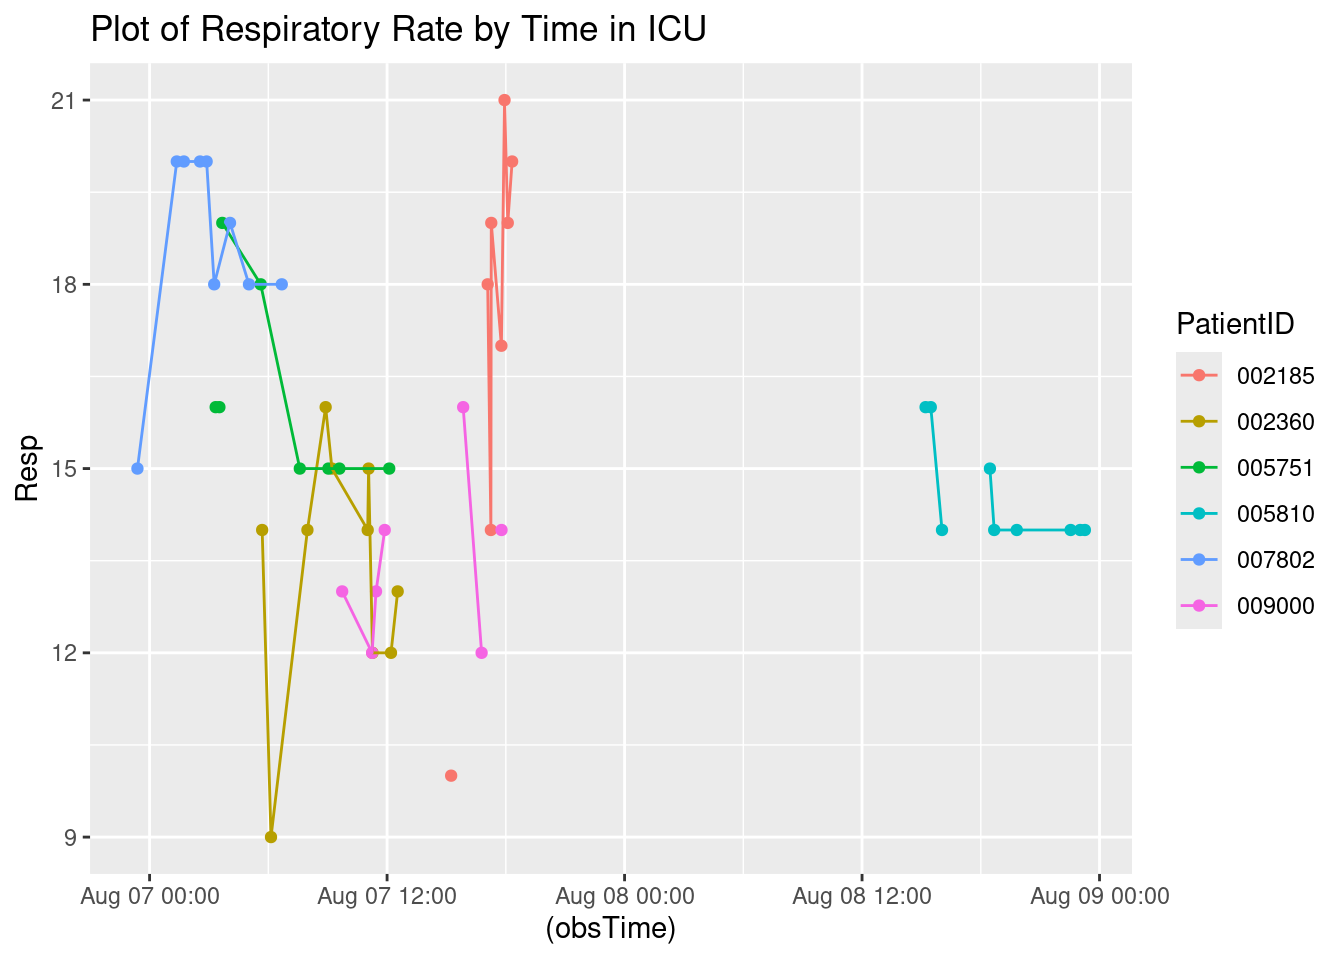 Plot of Respiratory Rate by Time in ICU
21
18
15
12
9
Resp
Aug 07 00:00
Aug 07 12:00
Aug 08 00:00
Aug 08 12:00
Aug 09 00:00
(obsTime)
PatientID
002185
002360
005751
005810
007802
009000